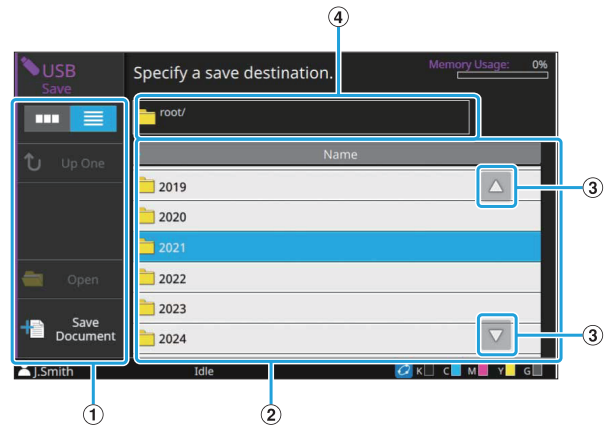 ④
USB
Save
Specify a save destination.
Memory Usage: 0%
root/
Up One
Name
2019
③
2020
2021
Open
2022
2023
Save
Document
2024
③
J.Smith
Idle
K C M Y G
①
②